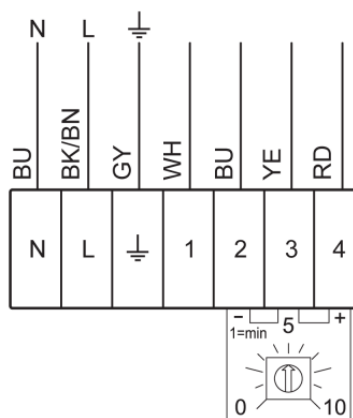 N L
BU BK/BN GY WH BU YE RD
N L 1 2 3 4
- 5 +
1=min
0 10